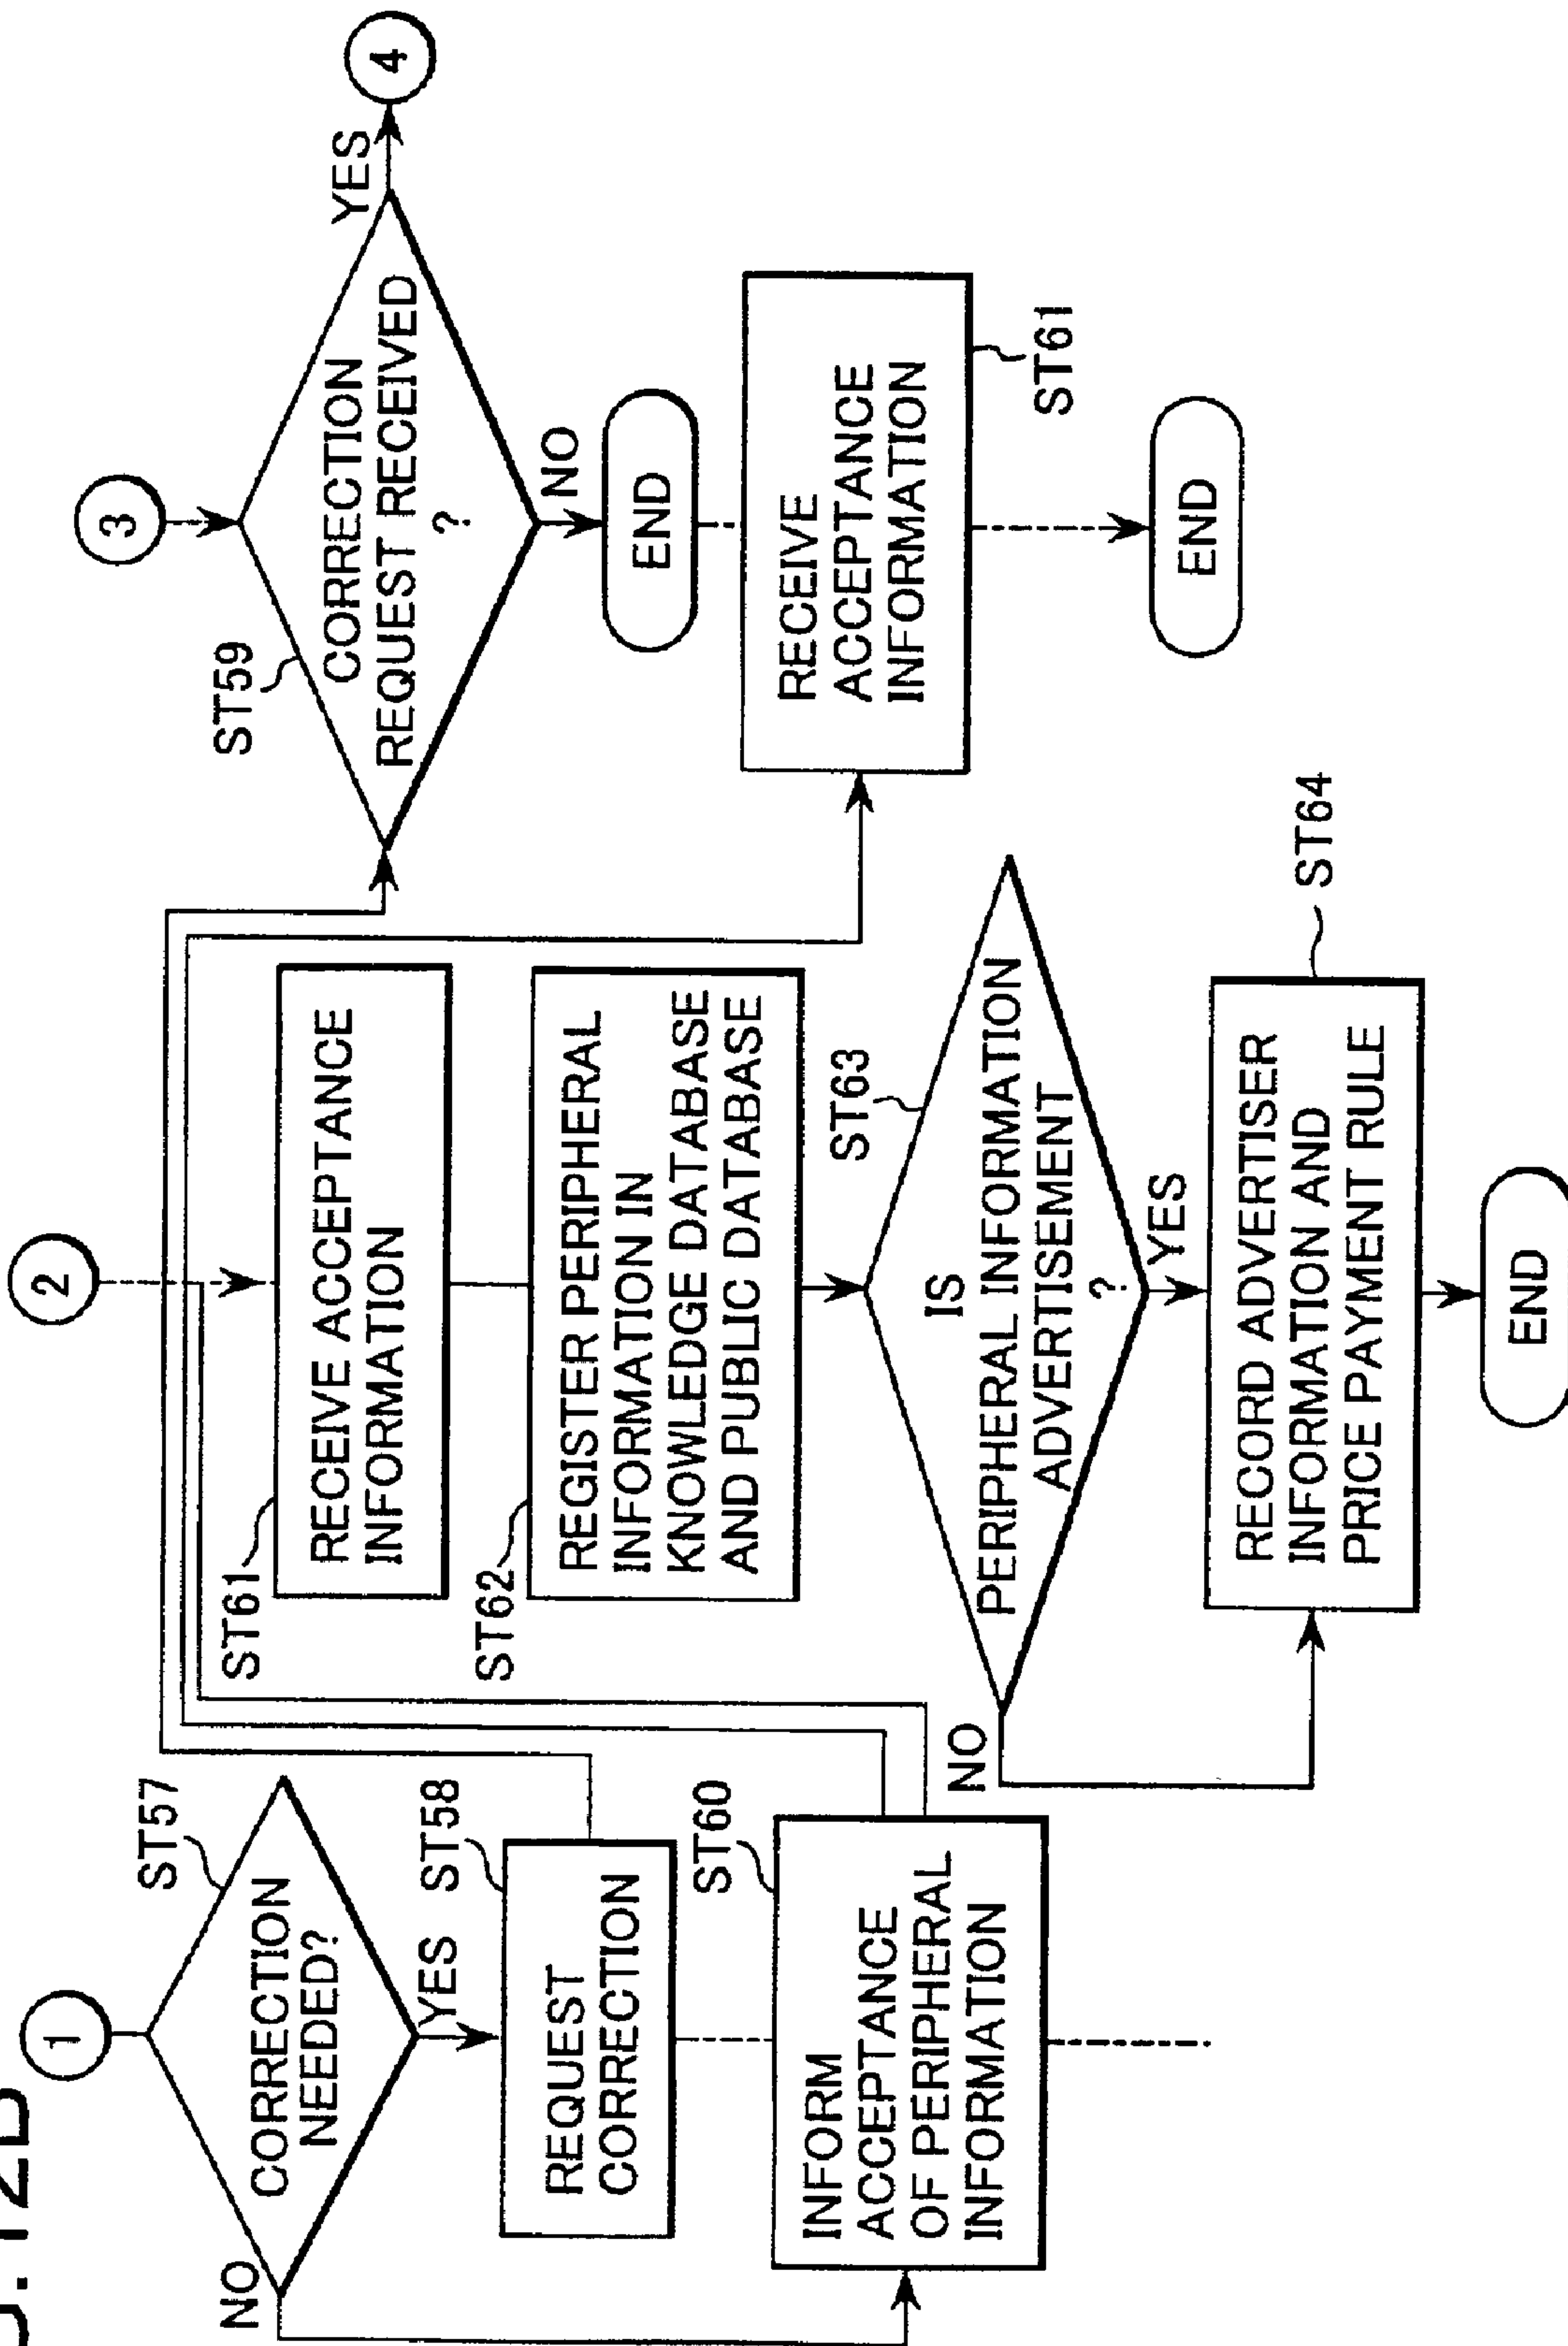 1
ST57
CORRECTION
NEEDED?
NO
YES
ST58
REQUEST
CORRECTION
ST60
INFORM
ACCEPTANCE
OF PERIPHERAL
INFORMATION
2
ST61
RECEIVE ACCEPTANCE
INFORMATION
ST62
REGISTER PERIPHERAL
INFORMATION IN
KNOWLEDGE DATABASE
AND PUBLIC DATABASE
ST63
IS
PERIPHERAL INFORMATION
ADVERTISEMENT
?
NO
YES
ST64
RECORD ADVERTISER
INFORMATION AND
PRICE PAYMENT RULE
END
3
ST59
CORRECTION
REQUEST RECEIVED
?
YES
4
NO
END
RECEIVE
ACCEPTANCE
INFORMATION
ST61
END